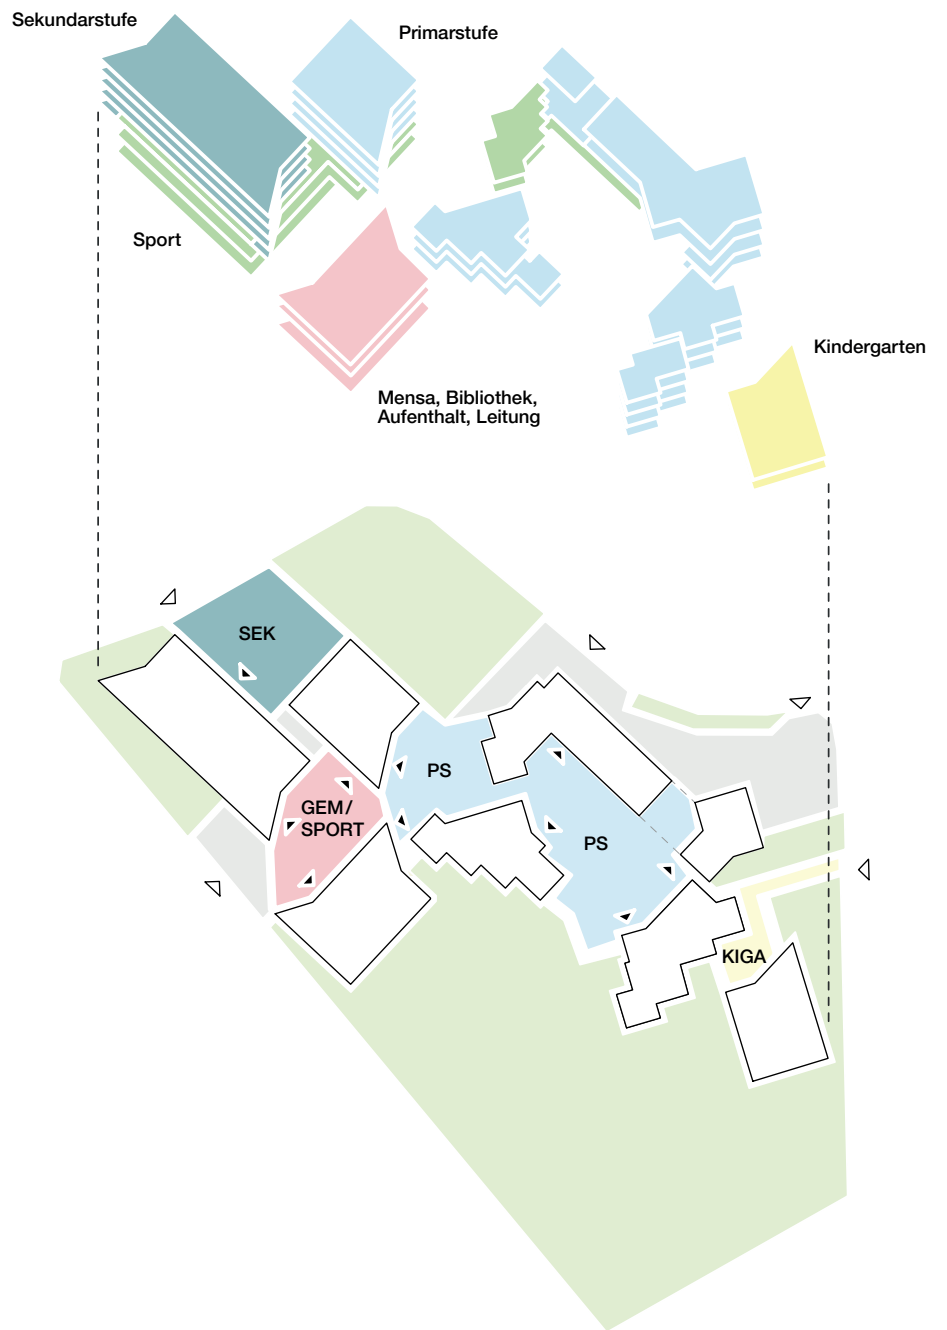 Sekundarstufe
Primarstufe
Sport
Kindergarten
Mensa, Bibliothek,
Aufenthalt, Leitung
SEK
PS
GEM/
SPORT
PS
KIGA